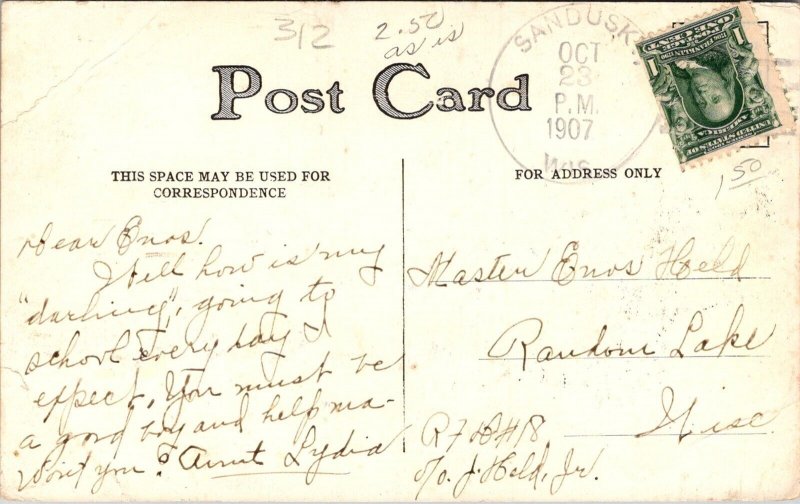 312
2.50
as is
SANDUSKY
OCT
23
P.M.
1907
WIS.
Post Card
1 50
THIS SPACE MAY BE USED FOR
CORRESPONDENCE
FOR ADDRESS ONLY
Dear Enos.
Well how is my
"darling", going to
school every day I
expect, You must be
a good boy and help ma-
Wont you? Aunt Lydia
Master Enos Held
Random Lake
Wisc
R F D #18
c/o J. Held, Jr.